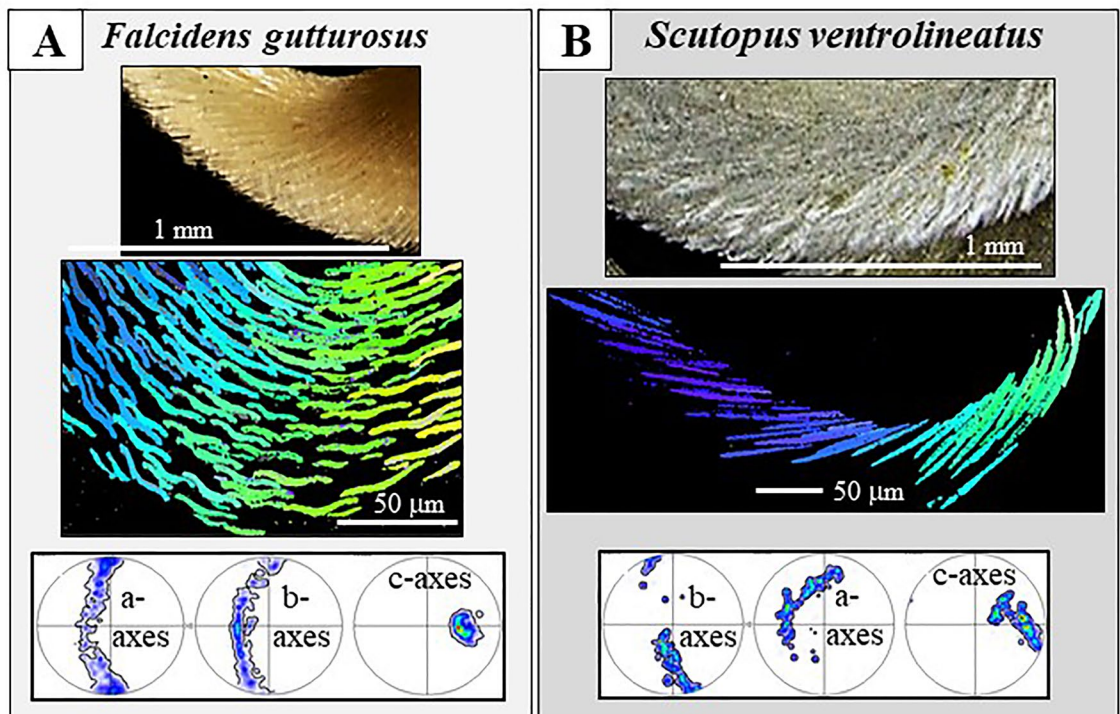 A Falcidens gutturosus
1 mm
50 μm
a-
axes
b-
axes
c-axes
B Scutopus ventrolineatus
1 mm
50 μm
b-
axes
a-
axes
c-axes